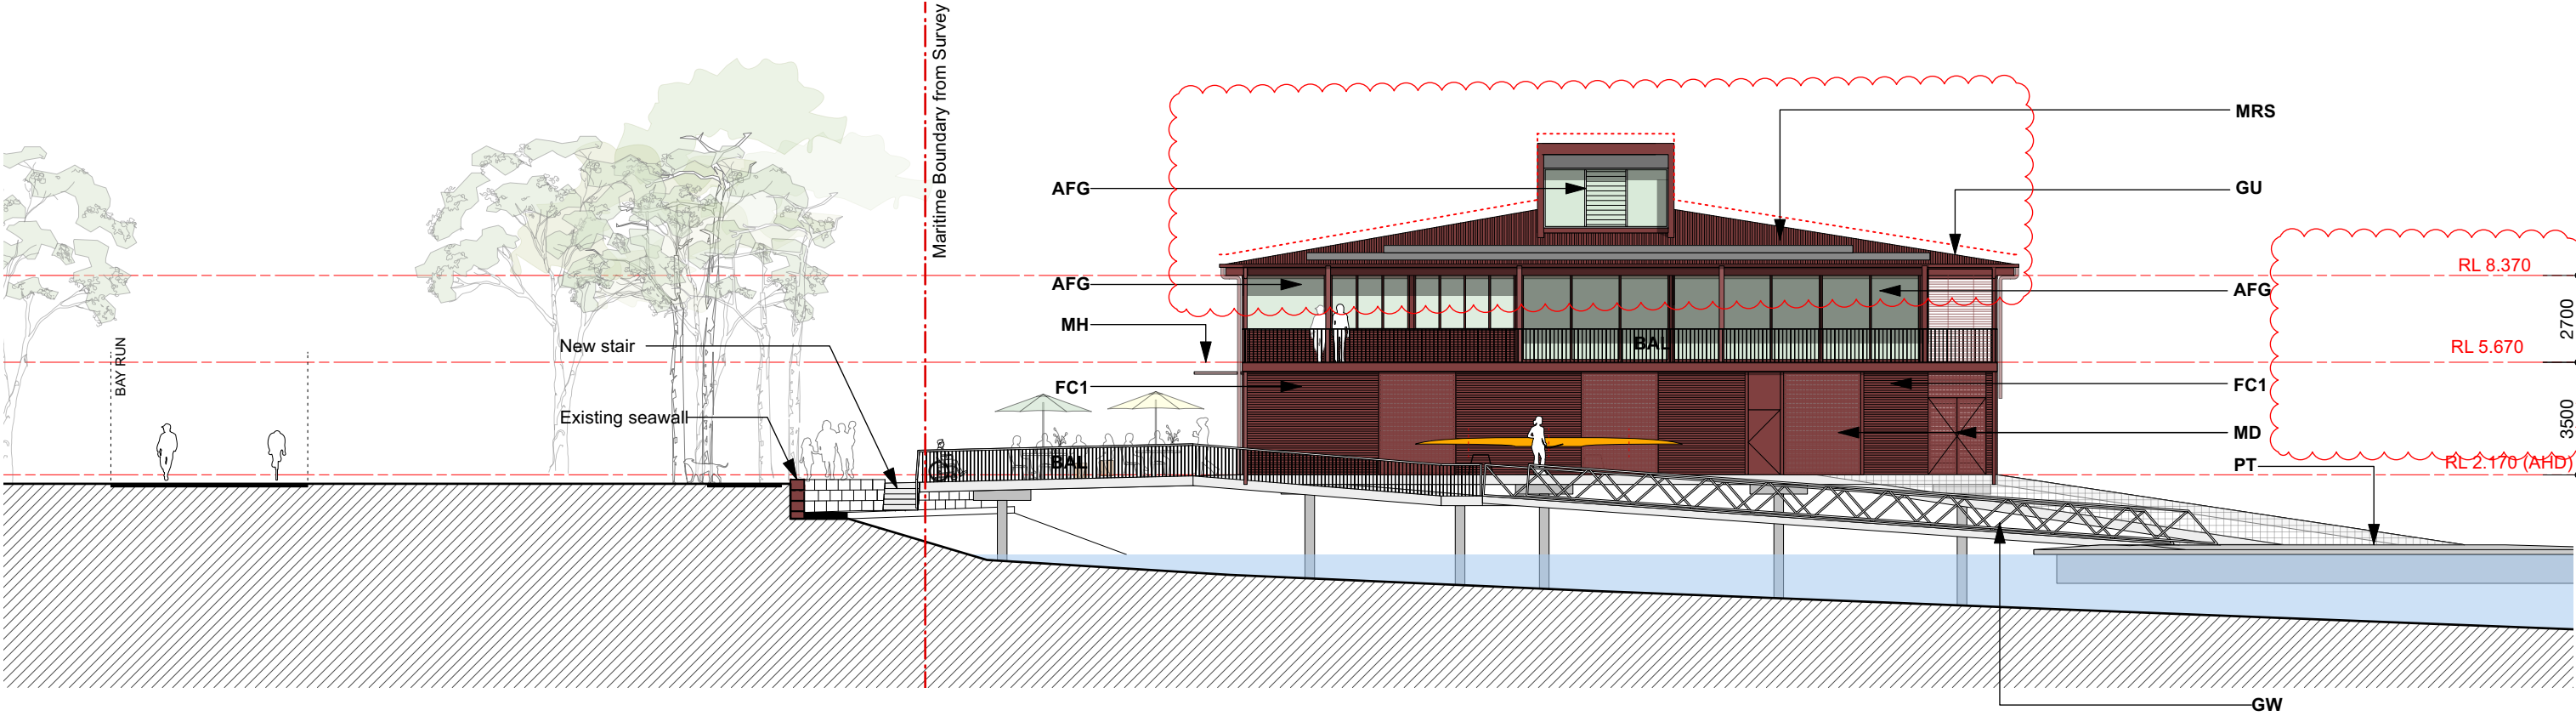 Maritime Boundary from Survey
MRS
AFG
GU
RL 8.370
AFG
AFG
2700
MH
New stair
BAL
RL 5.670
BAY RUN
FC1
FC1
Existing seawall
3500
MD
BAL
PT
RL 2.170 (AHD)
GW